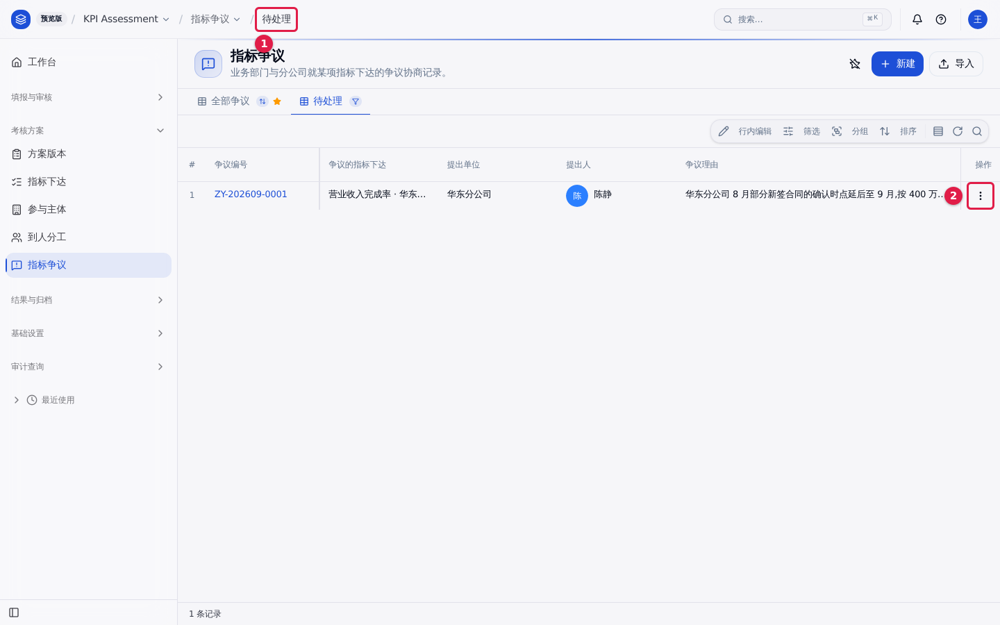 预览版 / KPI Assessment / 指标争议 / 待处理
搜索... ⌘K
王
1
工作台
填报与审核
考核方案
方案版本
指标下达
参与主体
到人分工
指标争议
结果与归档
基础设置
审计查询
最近使用
指标争议
业务部门与分公司就某项指标下达的争议协商记录。
新建
导入
全部争议
待处理
行内编辑 筛选 分组 排序
# 争议编号 争议的指标下达 提出单位 提出人 争议理由 操作
1 ZY-202609-0001 营业收入完成率 · 华东... 华东分公司 陈 陈静 华东分公司 8 月部分新签合同的确认时点延后至 9 月,按 400 万... 2
1 条记录